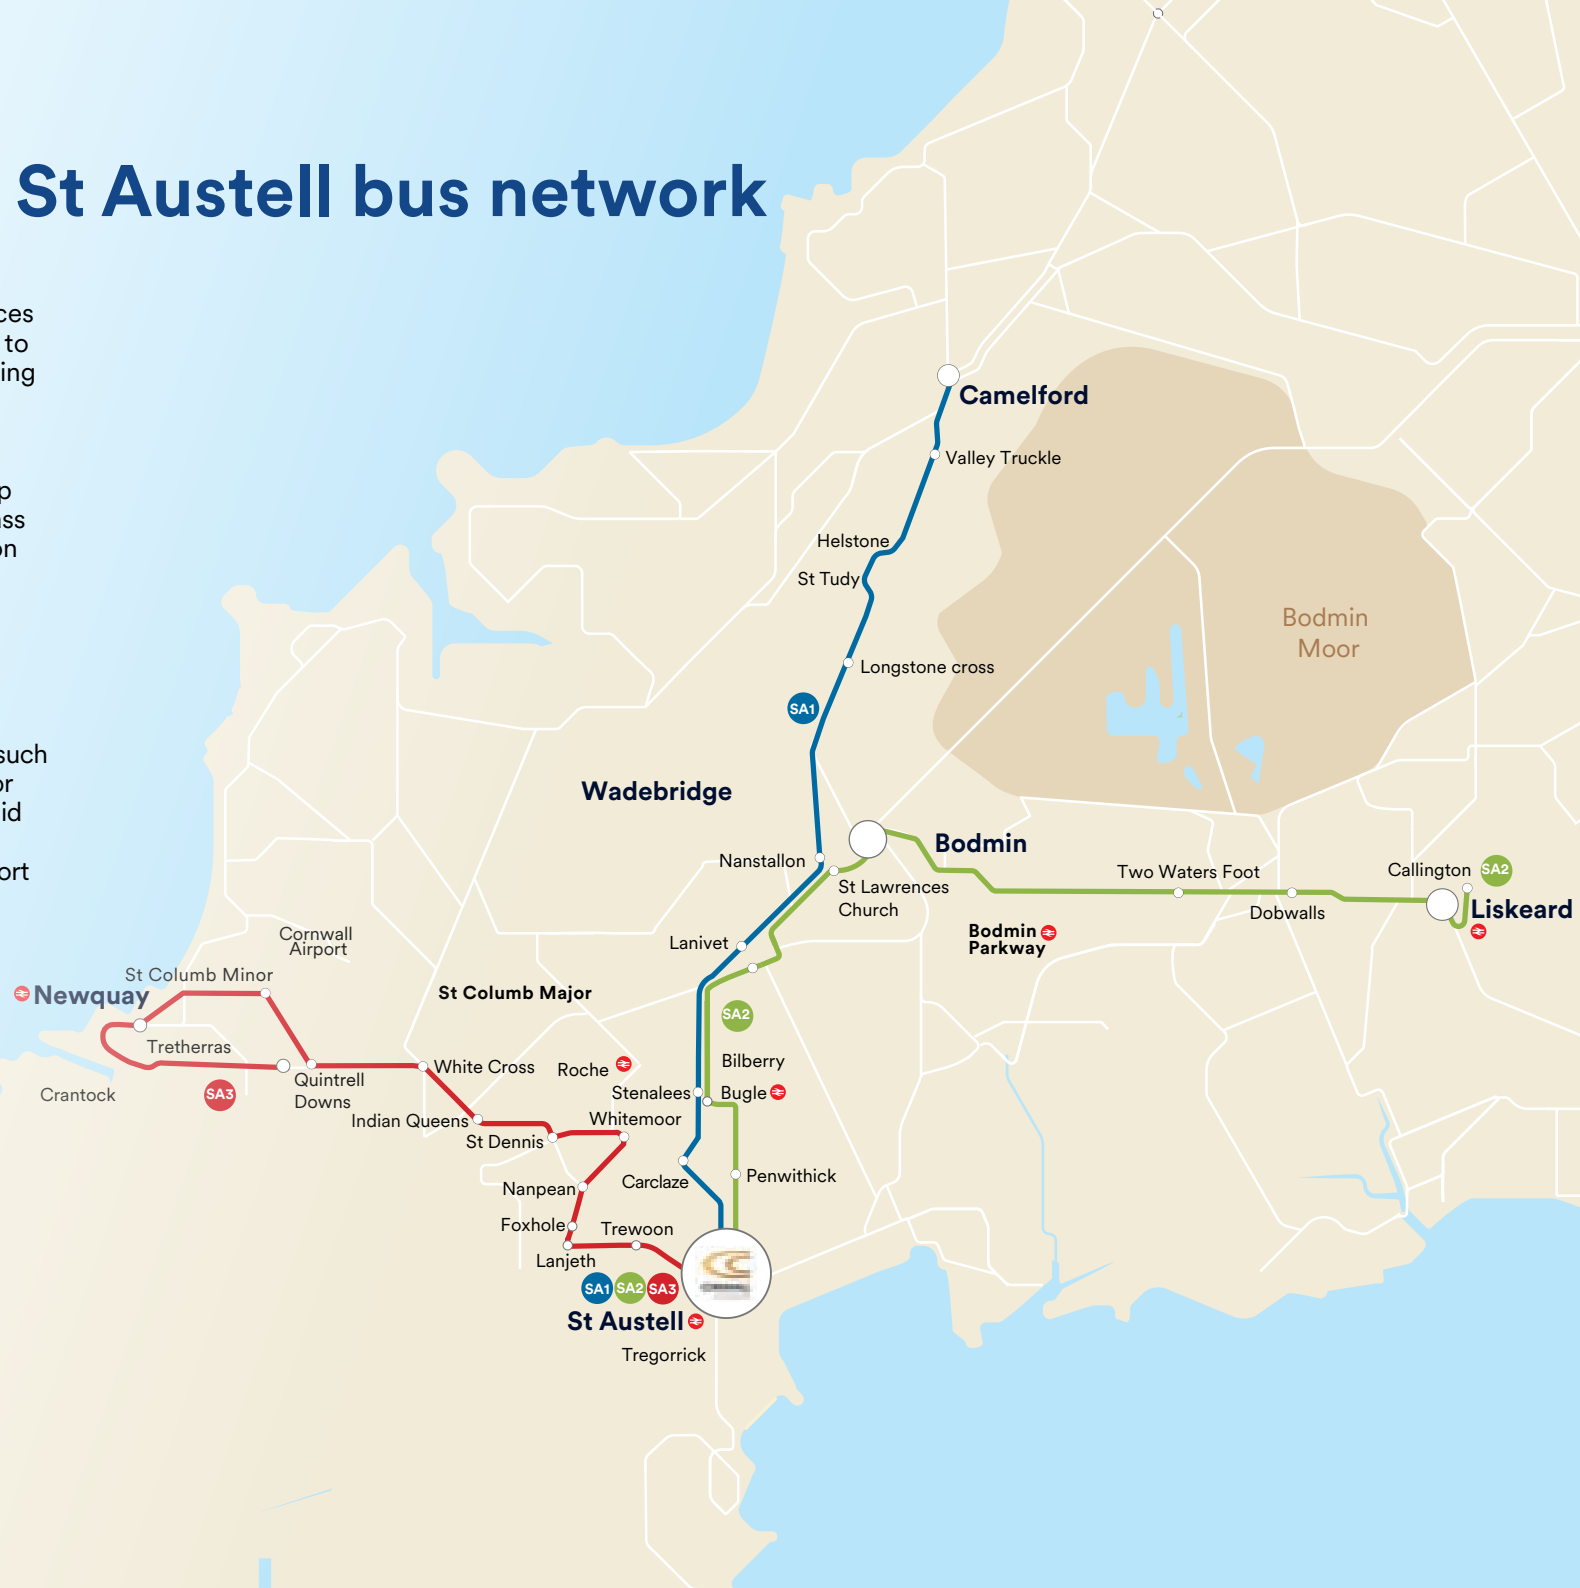 St Austell bus network
ces
to
ing
p
ass
on
such
or
id
ort
Camelford
Valley Truckle
Helstone
St Tudy
Longstone cross
Bodmin
Moor
SA1
Wadebridge
Bodmin
Nanstallon
St Lawrences
Church
Two Waters Foot
Callington
SA2
Liskeard
Dobwalls
Bodmin
Parkway
Lanivet
Cornwall
Airport
St Columb Minor
Newquay
St Columb Major
SA2
Tretherras
Bilberry
White Cross
Roche
Quintrell
Downs
Crantock
SA3
Stenalees
Bugle
Indian Queens
Whitemoor
St Dennis
Carclaze
Penwithick
Nanpean
Foxhole
Trewoon
Lanjeth
SA1
SA2
SA3
St Austell
Tregorrick